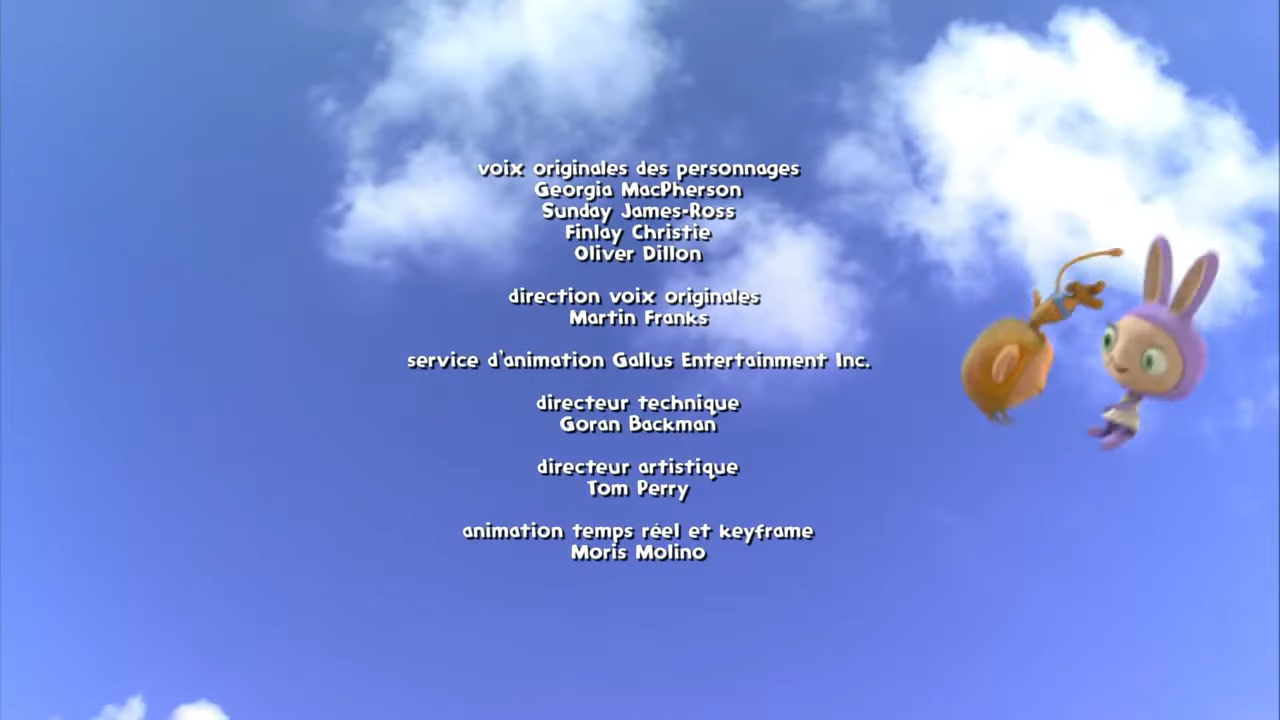 voix originales des personnages
Georgia MacPherson
Sunday James-Ross
Finlay Christie
Oliver Dillon
direction voix originales
Martin Franks
service d'animation Gallus Entertainment Inc.
directeur technique
Goran Backman
directeur artistique
Tom Perry
animation temps réel et keyframe
Moris Molino